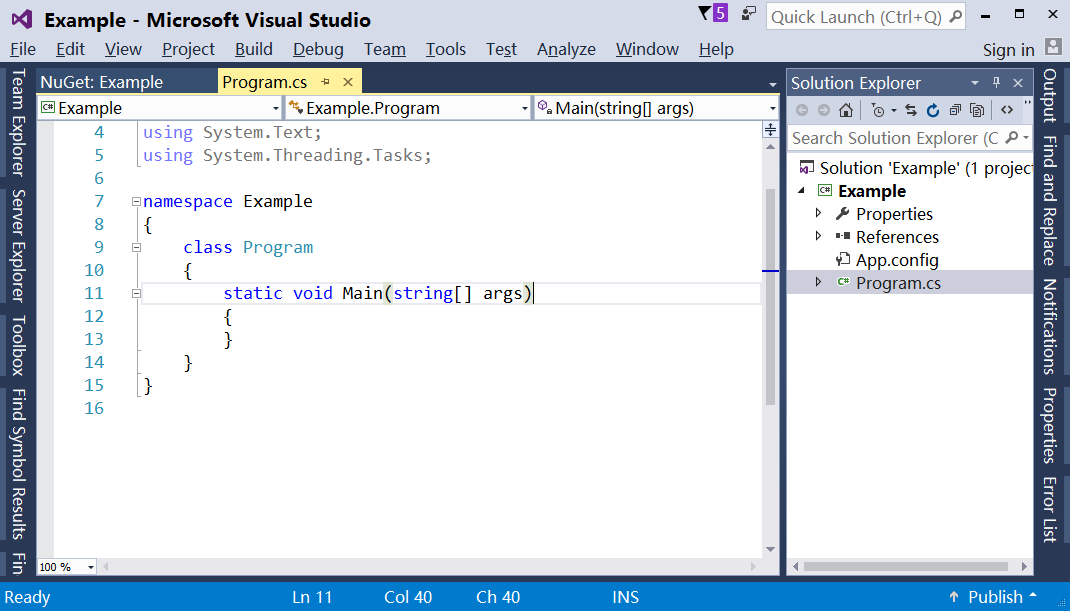 Example - Microsoft Visual Studio
5
Quick Launch (Ctrl+Q)
File Edit View Project Build Debug Team Tools Test Analyze Window Help
Sign in
Team Explorer
Server Explorer
Toolbox
Find Symbol Results
Fin
NuGet: Example
Program.cs
C# Example
Example.Program
Main(string[] args)
4 using System.Text;
5 using System.Threading.Tasks;
6
7 namespace Example
8 {
9 class Program
10 {
11 static void Main(string[] args)
12 {
13 }
14 }
15 }
16
100 %
Solution Explorer
Search Solution Explorer (C
Solution 'Example' (1 projec
C# Example
Properties
References
App.config
C# Program.cs
Output
Find and Replace
Notifications
Properties
Error List
Ready
Ln 11
Col 40
Ch 40
INS
Publish